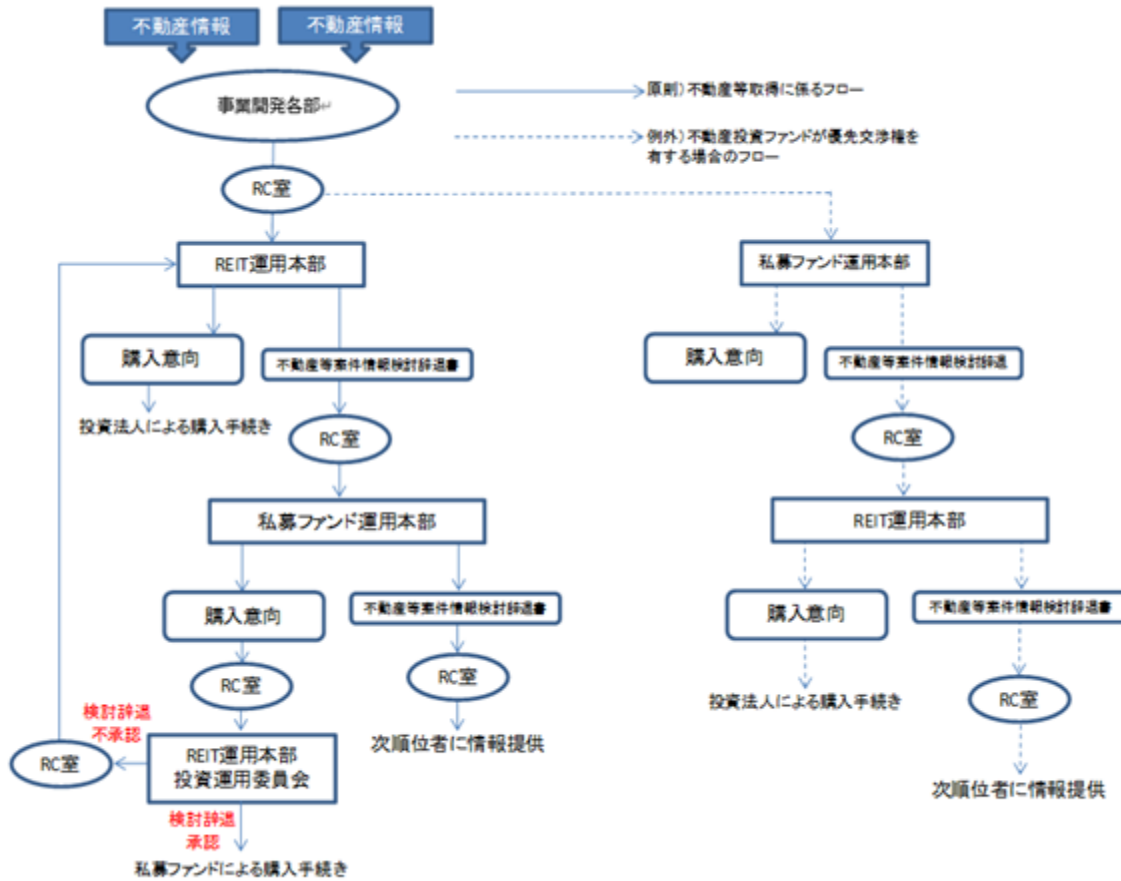 不動産情報
不動産情報
事業開発各部↵
原則）不動産等取得に係るフロー
例外）不動産投資ファンドが優先交渉権を
有する場合のフロー
RC室
REIT運用本部
私募ファンド運用本部
購入意向
不動産等案件情報検討辞退書
購入意向
不動産等案件情報検討辞退
投資法人による購入手続き
RC室
RC室
私募ファンド運用本部
REIT運用本部
購入意向
不動産等案件情報検討辞退書
購入意向
不動産等案件情報検討辞退書
RC室
RC室
投資法人による購入手続き
RC室
検討辞退
不承認
RC室
REIT運用本部
投資運用委員会
次順位者に情報提供
次順位者に情報提供
検討辞退
承認
私募ファンドによる購入手続き